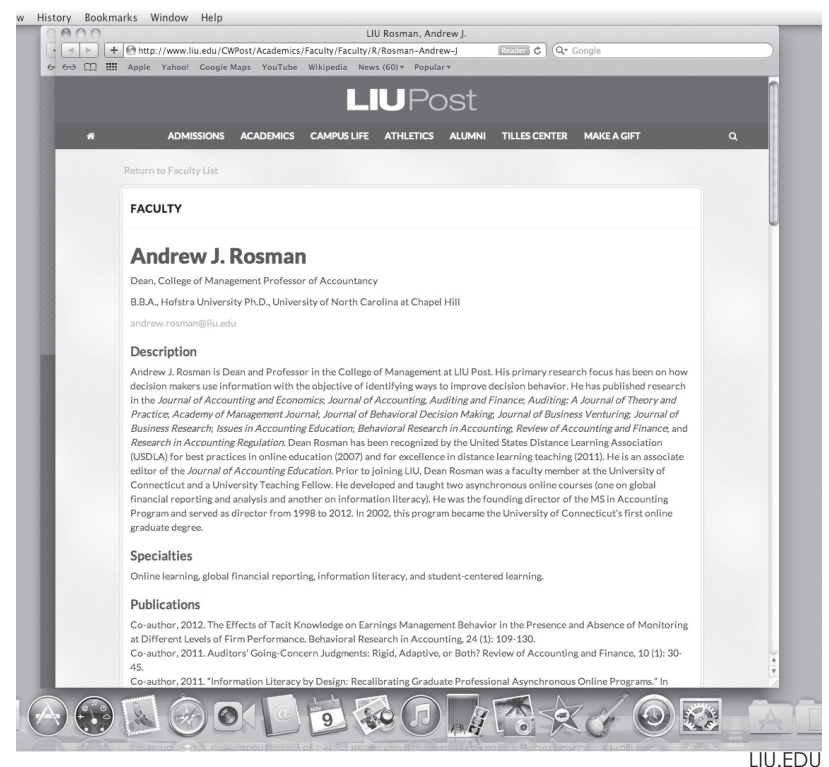 w History Bookmarks Window Help
LIU Rosman, Andrew J.
http://www.liu.edu/CWPost/Academics/Faculty/Faculty/R/Rosman-Andrew-J Reader Google
Apple Yahoo! Google Maps YouTube Wikipedia News (60) Popular
LIUPost
ADMISSIONS ACADEMICS CAMPUS LIFE ATHLETICS ALUMNI TILLES CENTER MAKE A GIFT
Return to Faculty List
FACULTY
Andrew J. Rosman
Dean, College of Management Professor of Accountancy
B.B.A., Hofstra University Ph.D., University of North Carolina at Chapel Hill
andrew.rosman@liu.edu
Description
Andrew J. Rosman is Dean and Professor in the College of Management at LIU Post. His primary research focus has been on how
decision makers use information with the objective of identifying ways to improve decision behavior. He has published research
in the Journal of Accounting and Economics; Journal of Accounting, Auditing and Finance; Auditing: A Journal of Theory and
Practice; Academy of Management Journal; Journal of Behavioral Decision Making; Journal of Business Venturing; Journal of
Business Research; Issues in Accounting Education; Behavioral Research in Accounting; Review of Accounting and Finance; and
Research in Accounting Regulation. Dean Rosman has been recognized by the United States Distance Learning Association
(USDLA) for best practices in online education (2007) and for excellence in distance learning teaching (2011). He is an associate
editor of the Journal of Accounting Education. Prior to joining LIU, Dean Rosman was a faculty member at the University of
Connecticut and a University Teaching Fellow. He developed and taught two asynchronous online courses (one on global
financial reporting and analysis and another on information literacy). He was the founding director of the MS in Accounting
Program and served as director from 1998 to 2012. In 2002, this program became the University of Connecticut's first online
graduate degree.
Specialties
Online learning, global financial reporting, information literacy, and student-centered learning.
Publications
Co-author, 2012. The Effects of Tacit Knowledge on Earnings Management Behavior in the Presence and Absence of Monitoring
at Different Levels of Firm Performance. Behavioral Research in Accounting, 24 (1): 109-130.
Co-author, 2011. Auditors' Going-Concern Judgments: Rigid, Adaptive, or Both? Review of Accounting and Finance, 10 (1): 30-
45.
Co-author, 2011. "Information Literacy by Design: Recalibrating Graduate Professional Asynchronous Online Programs." In
NOV
9
LIU.EDU